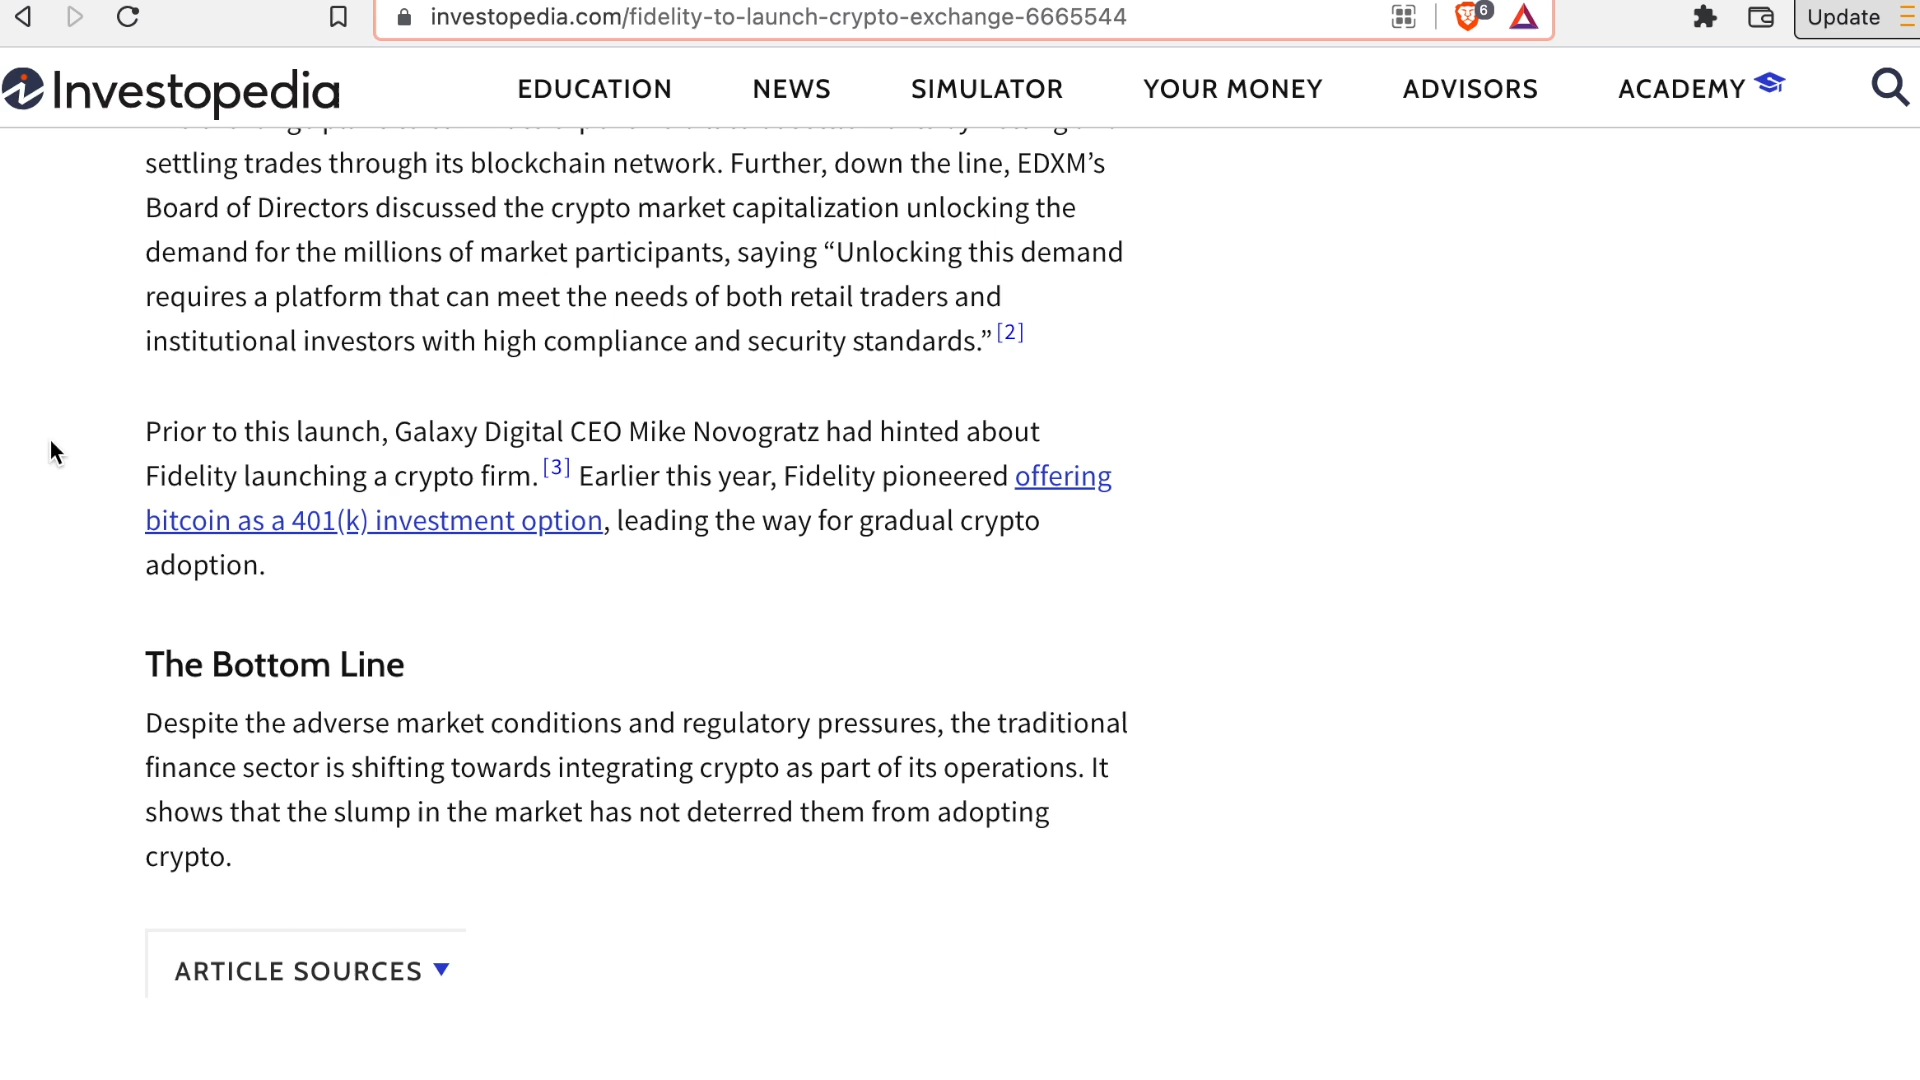 investopedia.com/fidelity-to-launch-crypto-exchange-6665544
6
Update
Investopedia
EDUCATION
NEWS
SIMULATOR
YOUR MONEY
ADVISORS
ACADEMY
settling trades through its blockchain network. Further, down the line, EDXM’s
Board of Directors discussed the crypto market capitalization unlocking the
demand for the millions of market participants, saying “Unlocking this demand
requires a platform that can meet the needs of both retail traders and
institutional investors with high compliance and security standards.” [2]
Prior to this launch, Galaxy Digital CEO Mike Novogratz had hinted about
Fidelity launching a crypto firm. [3] Earlier this year, Fidelity pioneered offering
bitcoin as a 401(k) investment option, leading the way for gradual crypto
adoption.
The Bottom Line
Despite the adverse market conditions and regulatory pressures, the traditional
finance sector is shifting towards integrating crypto as part of its operations. It
shows that the slump in the market has not deterred them from adopting
crypto.
ARTICLE SOURCES